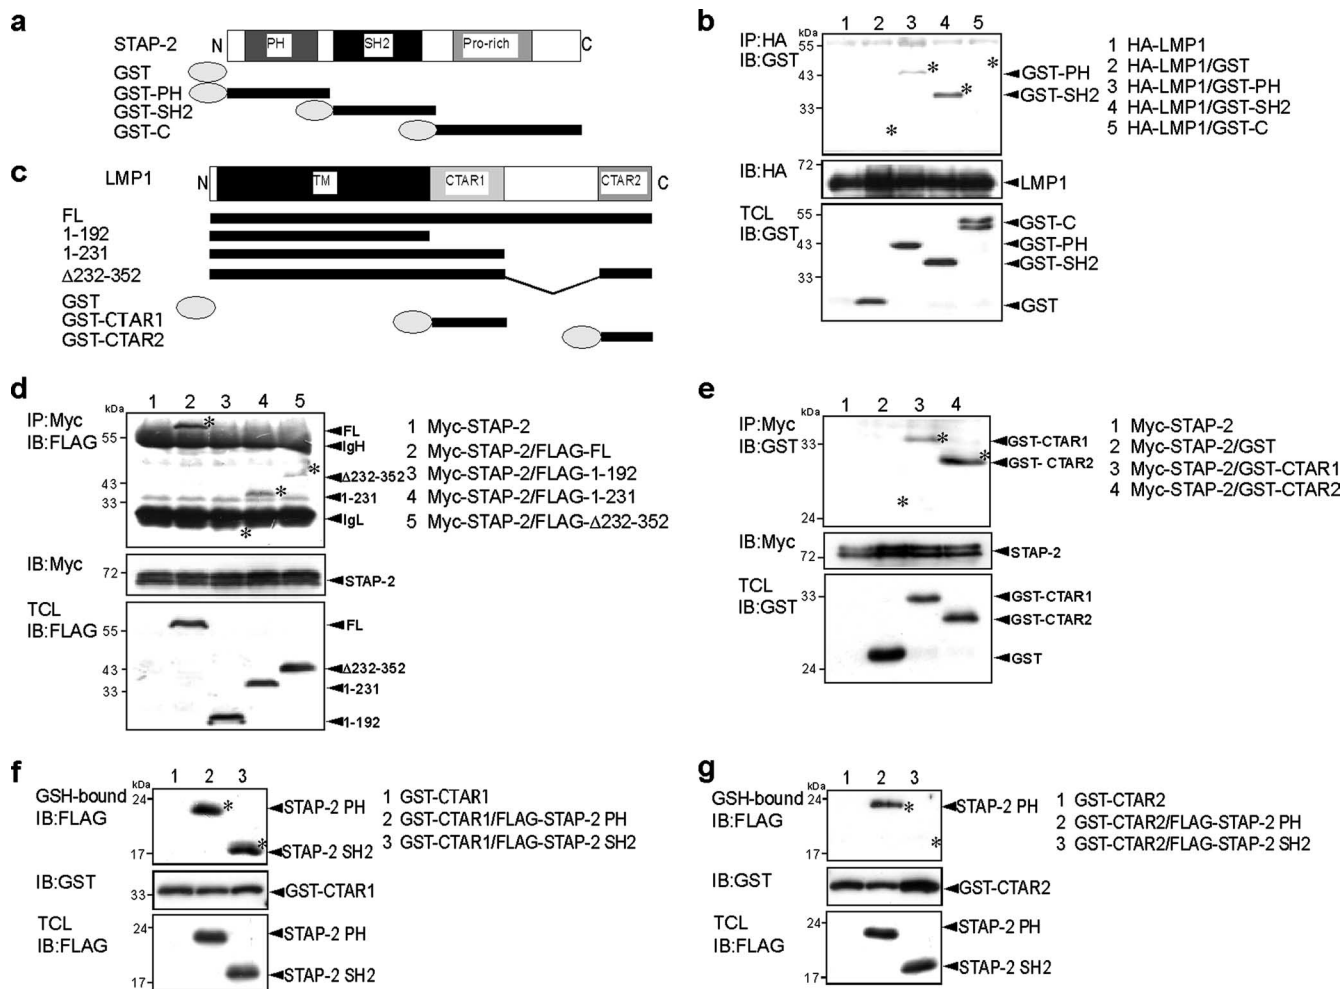 a
STAP-2 N PH SH2 Pro-rich C
GST
GST-PH
GST-SH2
GST-C
b
1 2 3 4 5
IP:HA
IB:GST
kDa
55
43
33
* * * *
GST-PH
GST-SH2
1 HA-LMP1
2 HA-LMP1/GST
3 HA-LMP1/GST-PH
4 HA-LMP1/GST-SH2
5 HA-LMP1/GST-C
IB:HA
72
LMP1
TCL
IB:GST
55
43
33
GST-C
GST-PH
GST-SH2
GST
c
LMP1 N TM CTAR1 CTAR2 C
FL
1-192
1-231
Δ232-352
GST
GST-CTAR1
GST-CTAR2
d
1 2 3 4 5
IP:Myc
IB:FLAG
kDa
55
43
33
* * * *
FL
IgH
Δ232-352
1-231
IgL
1 Myc-STAP-2
2 Myc-STAP-2/FLAG-FL
3 Myc-STAP-2/FLAG-1-192
4 Myc-STAP-2/FLAG-1-231
5 Myc-STAP-2/FLAG-Δ232-352
IB:Myc
72
STAP-2
TCL
IB:FLAG
55
43
33
FL
Δ232-352
1-231
1-192
e
1 2 3 4
IP:Myc
IB:GST
kDa
33
24
* * *
GST-CTAR1
GST- CTAR2
1 Myc-STAP-2
2 Myc-STAP-2/GST
3 Myc-STAP-2/GST-CTAR1
4 Myc-STAP-2/GST-CTAR2
IB:Myc
72
STAP-2
TCL
IB:GST
33
24
GST-CTAR1
GST-CTAR2
GST
f
1 2 3
GSH-bound
IB:FLAG
kDa
24
17
* *
STAP-2 PH
STAP-2 SH2
1 GST-CTAR1
2 GST-CTAR1/FLAG-STAP-2 PH
3 GST-CTAR1/FLAG-STAP-2 SH2
IB:GST
33
GST-CTAR1
TCL
IB:FLAG
24
17
STAP-2 PH
STAP-2 SH2
g
1 2 3
GSH-bound
IB:FLAG
kDa
24
17
* *
STAP-2 PH
1 GST-CTAR2
2 GST-CTAR2/FLAG-STAP-2 PH
3 GST-CTAR2/FLAG-STAP-2 SH2
IB:GST
33
GST-CTAR2
TCL
IB:FLAG
24
17
STAP-2 PH
STAP-2 SH2